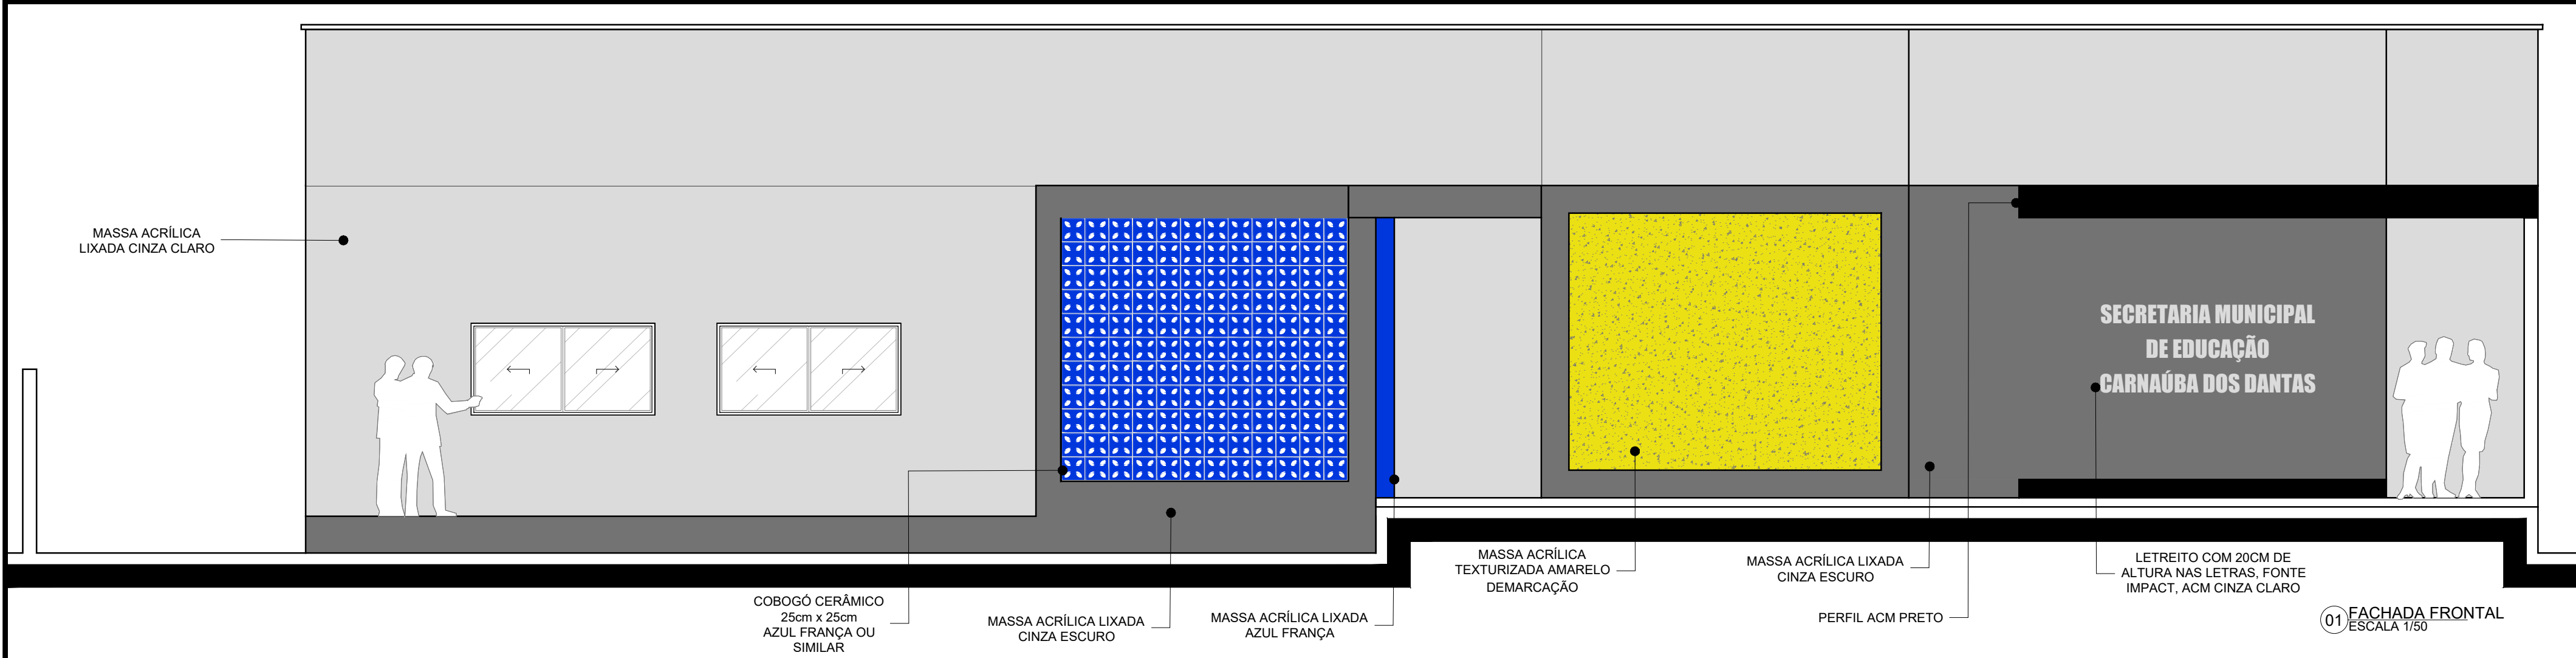 MASSA ACRÍLICA
LIXADA CINZA CLARO
SECRETARIA MUNICIPAL
DE EDUCAÇÃO
CARNAÚBA DOS DANTAS
COBOGÓ CERÂMICO
25cm x 25cm
AZUL FRANÇA OU
SIMILAR
MASSA ACRÍLICA LIXADA
CINZA ESCURO
MASSA ACRÍLICA LIXADA
AZUL FRANÇA
MASSA ACRÍLICA
TEXTURIZADA AMARELO
DEMARCAÇÃO
MASSA ACRÍLICA LIXADA
CINZA ESCURO
PERFIL ACM PRETO
LETREITO COM 20CM DE
ALTURA NAS LETRAS, FONTE
IMPACT, ACM CINZA CLARO
01 FACHADA FRONTAL
ESCALA 1/50